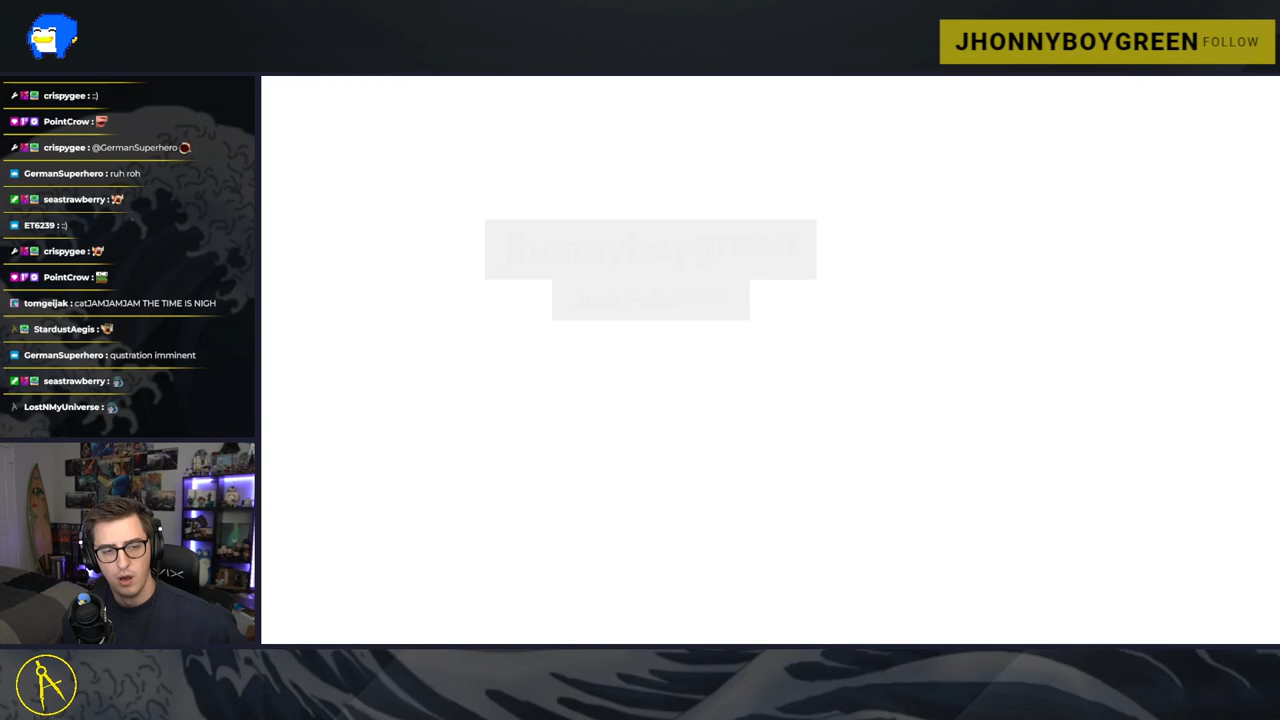 JHONNYBOYGREEN FOLLOW
crispygee : :)
PointCrow :
crispygee : @GermanSuperhero
GermanSuperhero : ruh roh
seastrawberry :
ET6239 : :)
crispygee :
PointCrow :
tomgeijak : catJAMJAMJAM THE TIME IS NIGH
StardustAegis :
GermanSuperhero : qustration imminent
seastrawberry :
LostNMyUniverse :
jhonnyboygreen